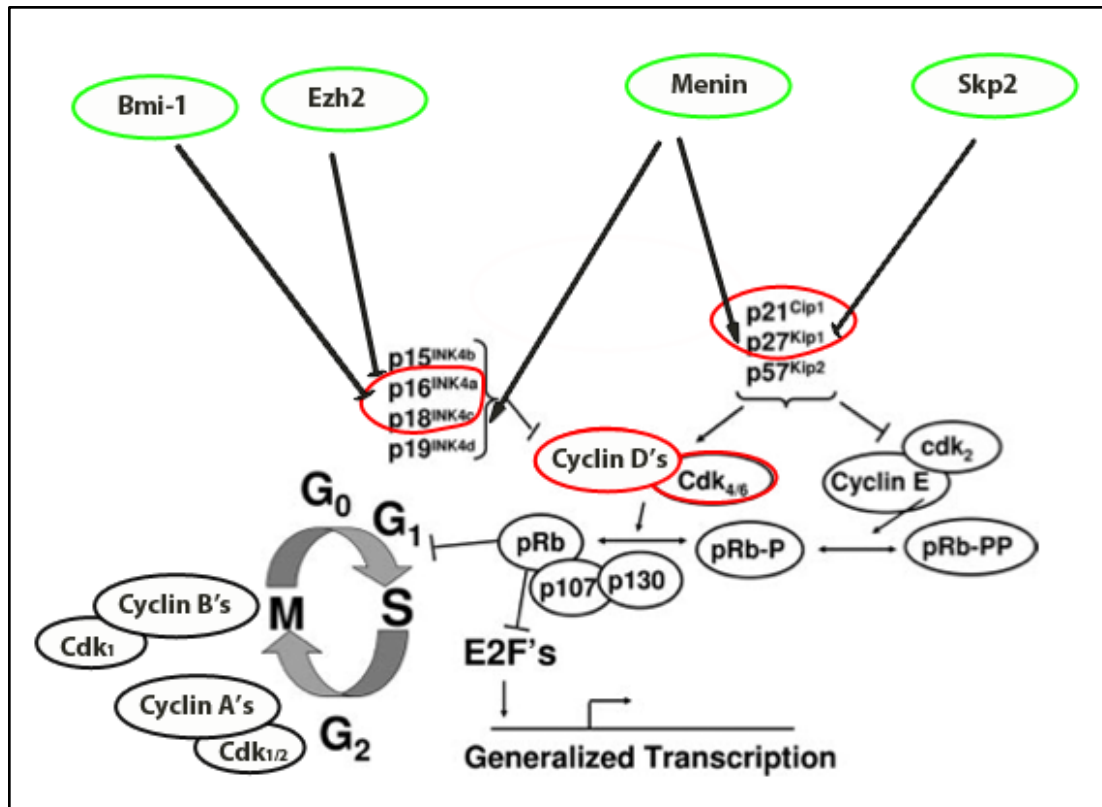 Bmi-1
Ezh2
Menin
Skp2
p21Cip1
p27Kip1
p57Kip2
p15INK4b
p16INK4a
p18INK4c
p19INK4d
Cyclin D's
Cdk4/6
cdk2
Cyclin E
G0
G1
pRb
pRb-P
pRb-PP
p107
p130
Cyclin B's
Cdk1
M
S
E2F's
Cyclin A's
Cdk1/2
G2
Generalized Transcription